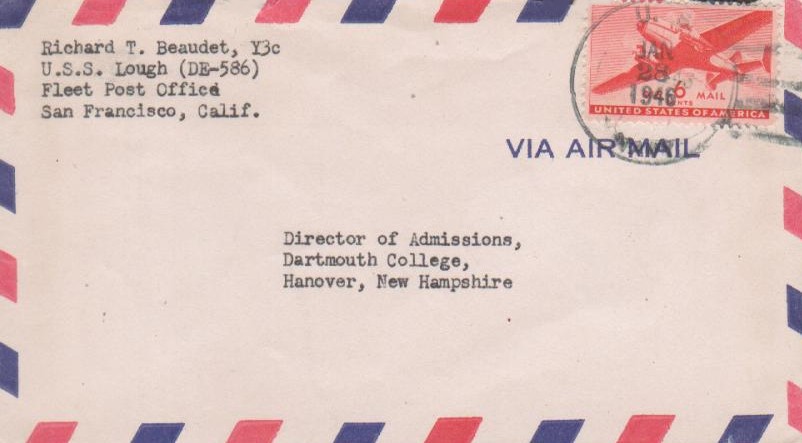 Richard T. Beaudet, Y3c
U.S.S. Lough (DE-586)
Fleet Post Office
San Francisco, Calif.
U. S.
JAN
28
1946
6
CENTS
MAIL
UNITED STATES OF AMERICA
VIA AIR MAIL
Director of Admissions,
Dartmouth College,
Hanover, New Hampshire